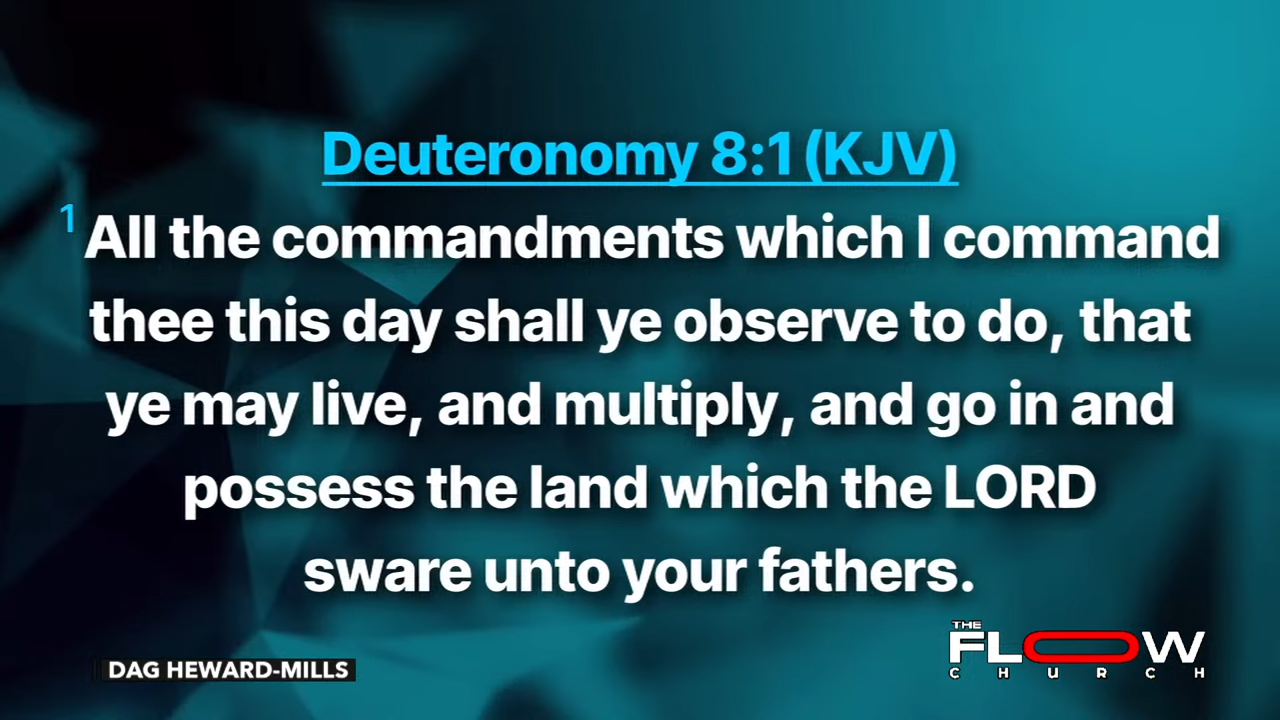 Deuteronomy 8:1 (KJV)
1 All the commandments which I command
thee this day shall ye observe to do, that
ye may live, and multiply, and go in and
possess the land which the LORD
sware unto your fathers.
DAG HEWARD-MILLS
THE
FLOW
CHURCH